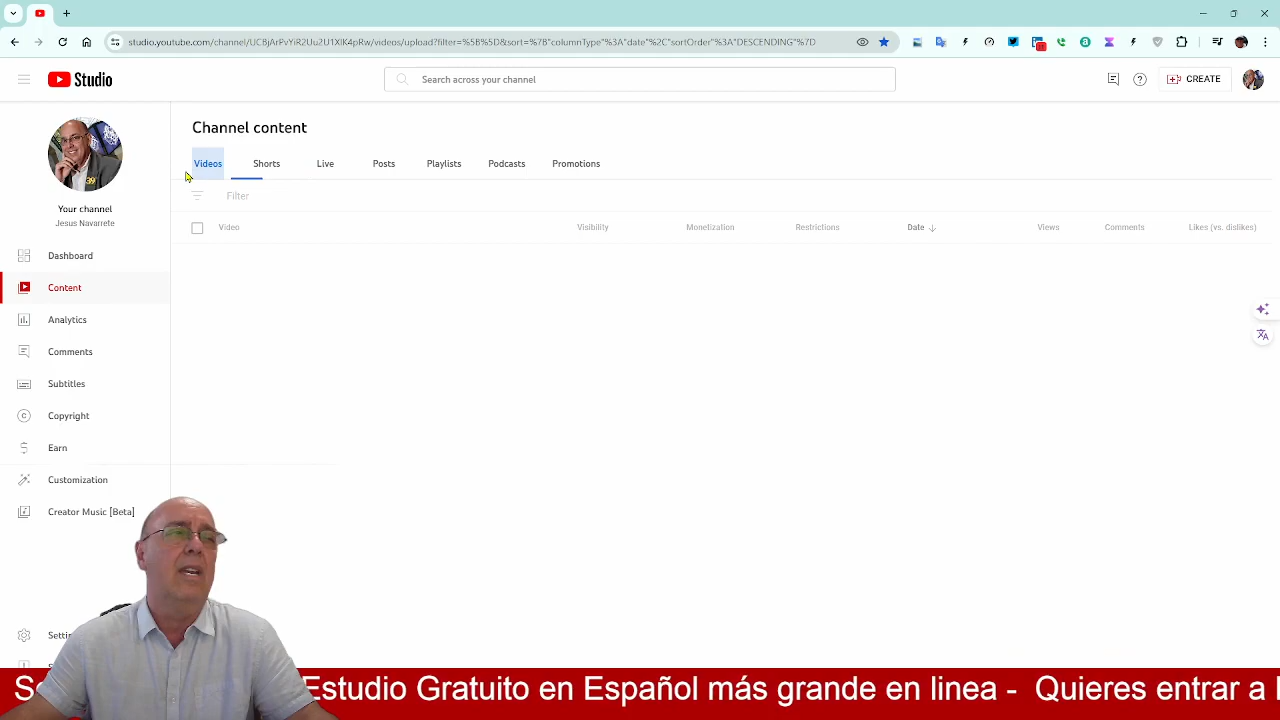 studio.youtube.com/channel/
/videos/upload?filter=%5B%5D&sort=%7B"columnType"%3A"date"%2C"sortOrder"%3A"DESCENDING"%7D
Studio
Search across your channel
CREATE
Channel content
Videos Shorts Live Posts Playlists Podcasts Promotions
Filter
Video Visibility Monetization Restrictions Date Views Comments Likes (vs. dislikes)
Your channel
Jesus Navarrete
Dashboard
Content
Analytics
Comments
Subtitles
Copyright
Earn
Customization
Creator Music [Beta]
Estudio Gratuito en Español más grande en linea - Quieres entrar a